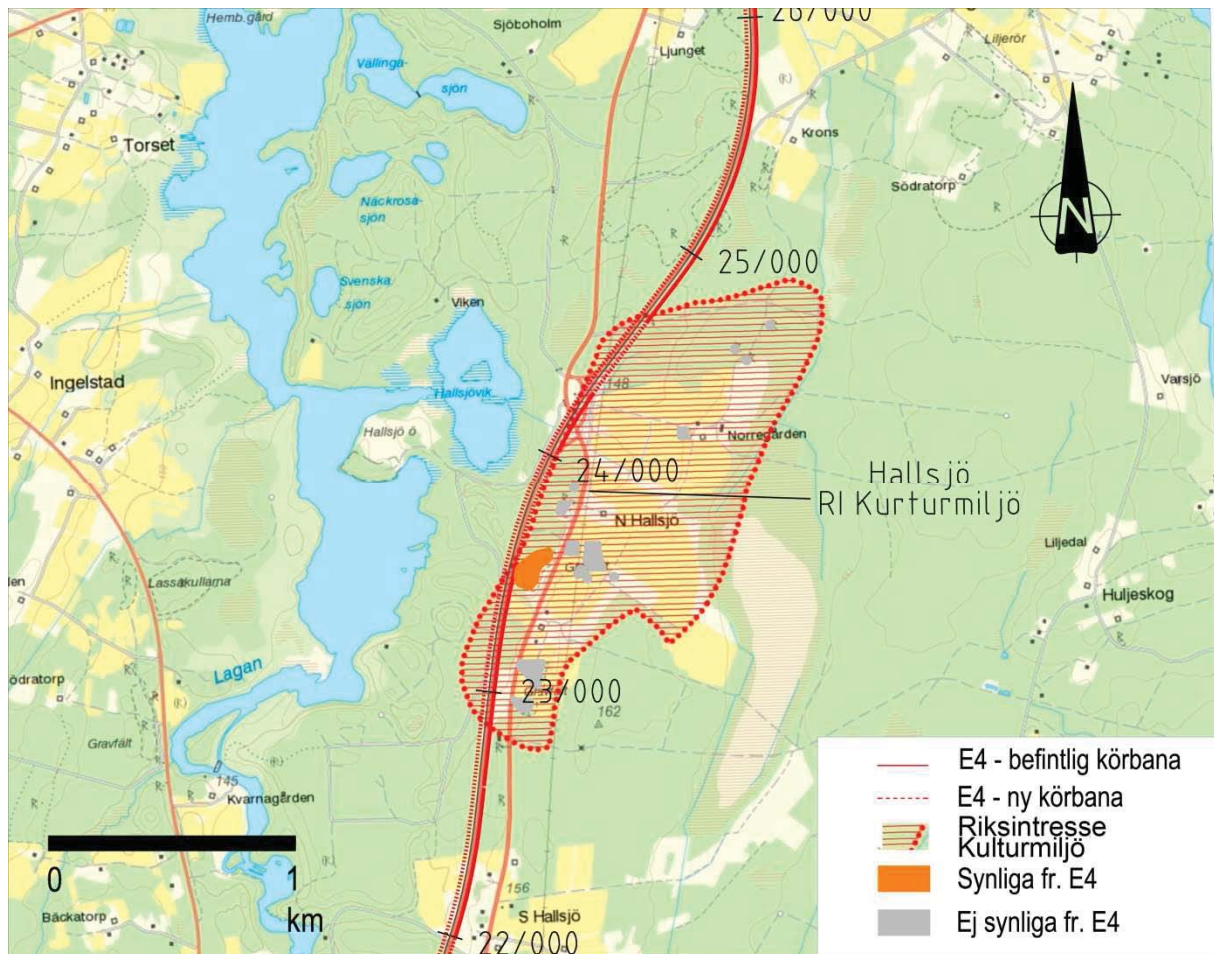 Hemb.gård
Sjöboholm
26/000
Ljunget
Liljerör
Vällinga-
sjön
(K)
Torset
Krons
Södratorp
Näckrosa-
sjön
N
25/000
Svenska
sjön
Viken
Ingelstad
Hallsjövik
148
Varsjö
Hallsjö ö
Norregården
24/000
Hallsjö
RI Kurturmiljö
N Hallsjö
Liljedal
Lassakullarna
Huljeskog
Lagan
23/000
ödratorp
(K)
162
Gravfält
145
Kvarnagården
(K)
0
1
km
156
Bäckatorp
S Hallsjö
22/000
E4 - befintlig körbana
E4 - ny körbana
Riksintresse
Kulturmiljö
Synliga fr. E4
Ej synliga fr. E4